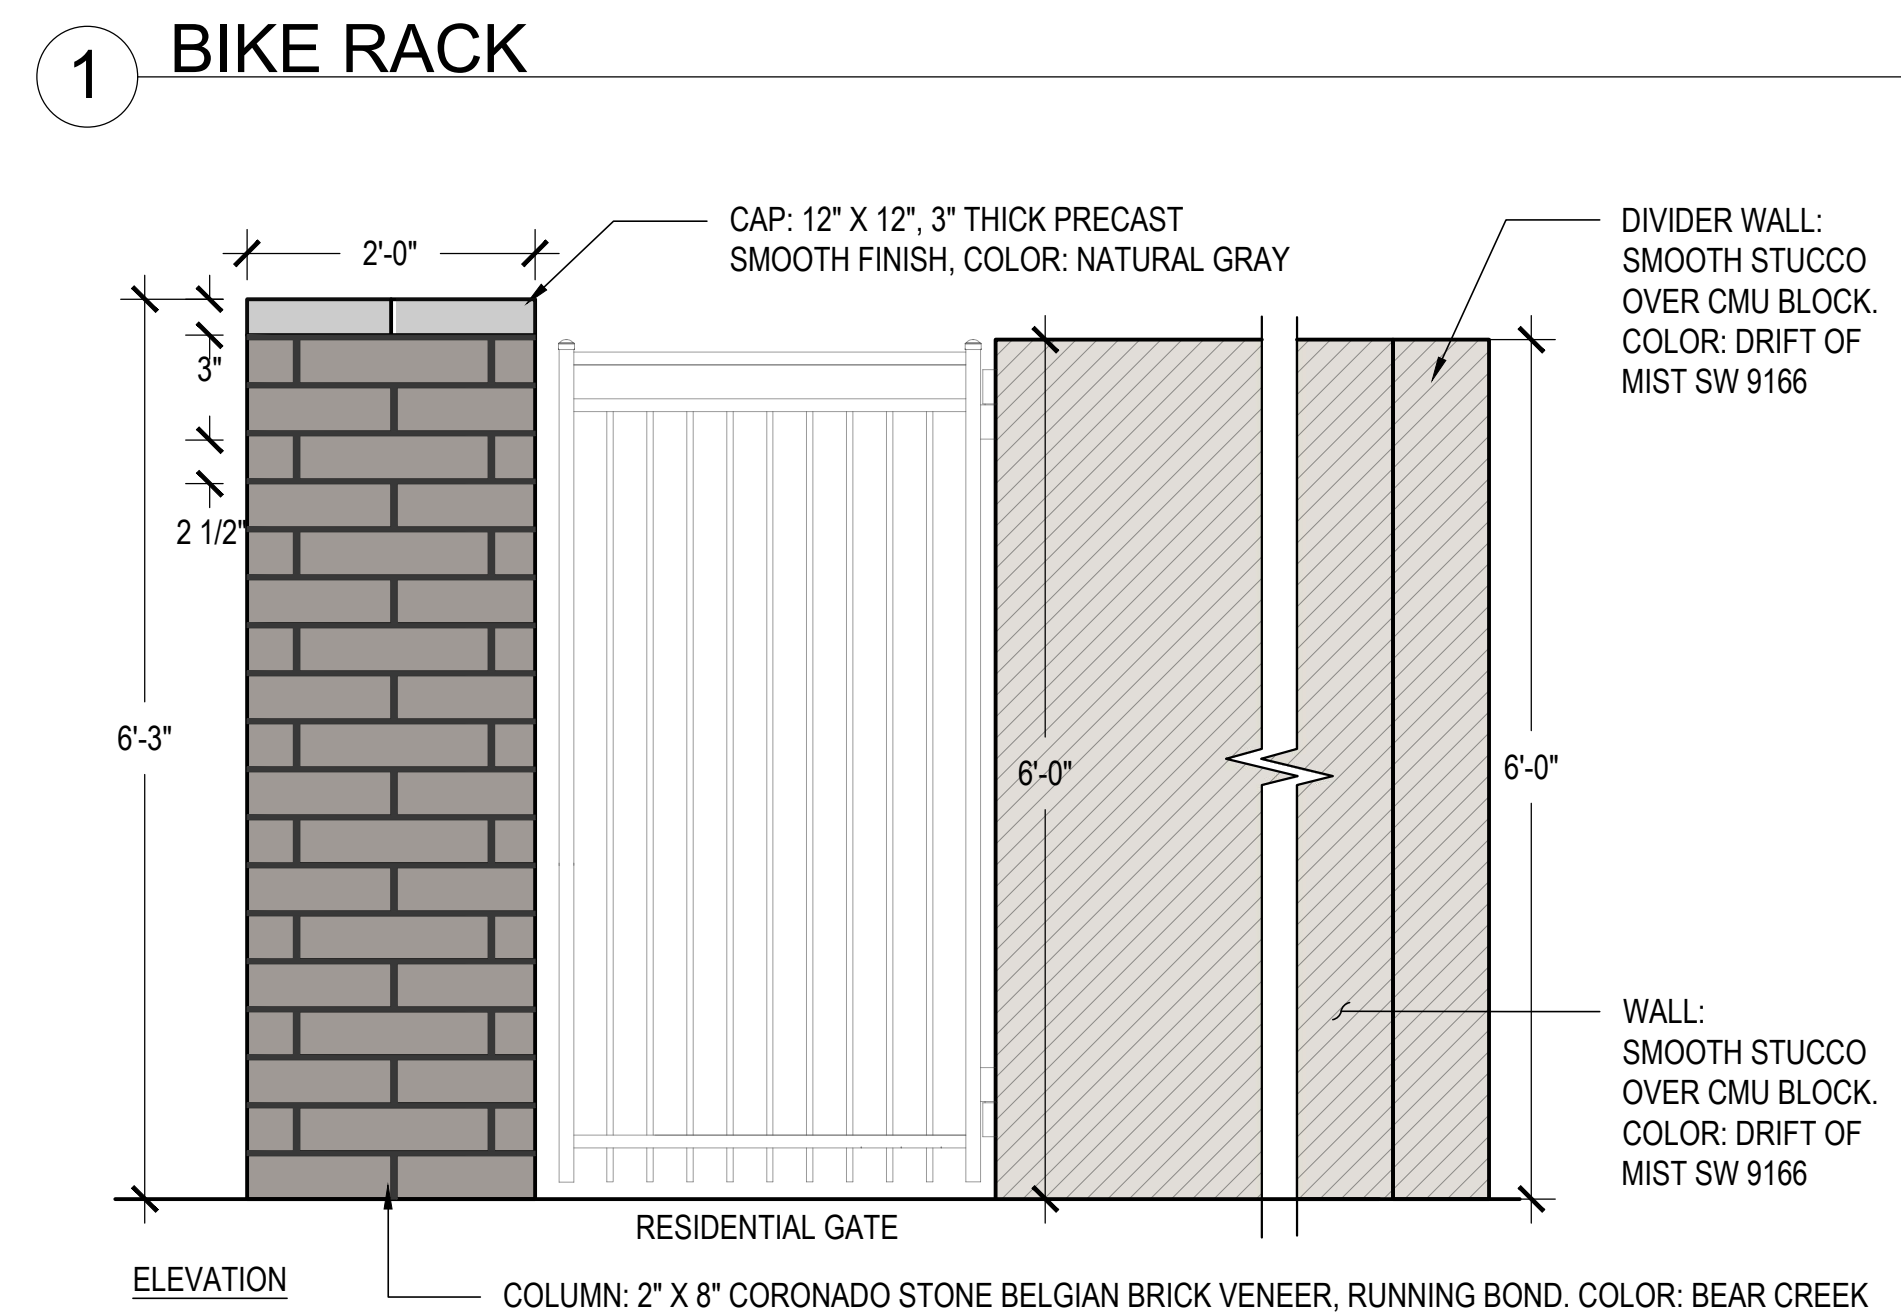 1 BIKE RACK
CAP: 12" X 12", 3" THICK PRECAST
SMOOTH FINISH, COLOR: NATURAL GRAY
DIVIDER WALL:
SMOOTH STUCCO
OVER CMU BLOCK.
COLOR: DRIFT OF
MIST SW 9166
2'-0"
3"
2 1/2"
6'-3"
6'-0"
6'-0"
WALL:
SMOOTH STUCCO
OVER CMU BLOCK.
COLOR: DRIFT OF
MIST SW 9166
RESIDENTIAL GATE
ELEVATION
COLUMN: 2" X 8" CORONADO STONE BELGIAN BRICK VENEER, RUNNING BOND. COLOR: BEAR CREEK